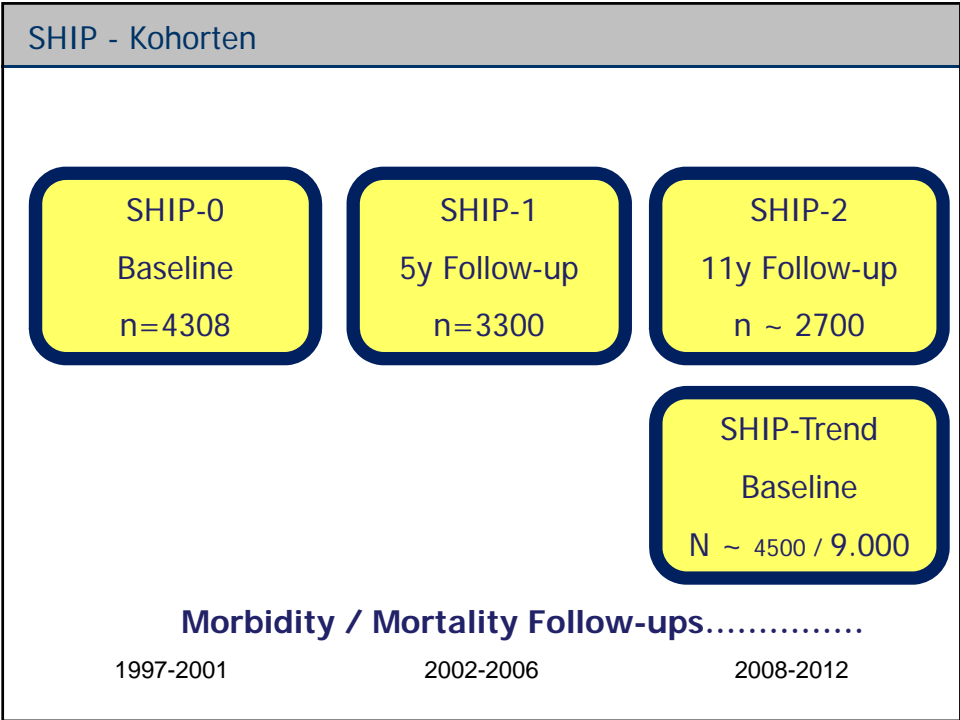 SHIP - Kohorten
SHIP-0
Baseline
n=4308
SHIP-1
5y Follow-up
n=3300
SHIP-2
11y Follow-up
n ~ 2700
SHIP-Trend
Baseline
N ~ 4500 / 9.000
Morbidity / Mortality Follow-ups……………
1997-2001
2002-2006
2008-2012